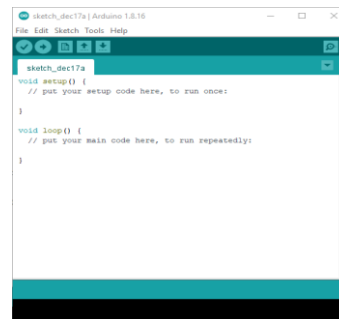 sketch_dec17a | Arduino 1.8.16
File Edit Sketch Tools Help
sketch_dec17a
void setup() {
// put your setup code here, to run once:
}
void loop() {
// put your main code here, to run repeatedly:
}